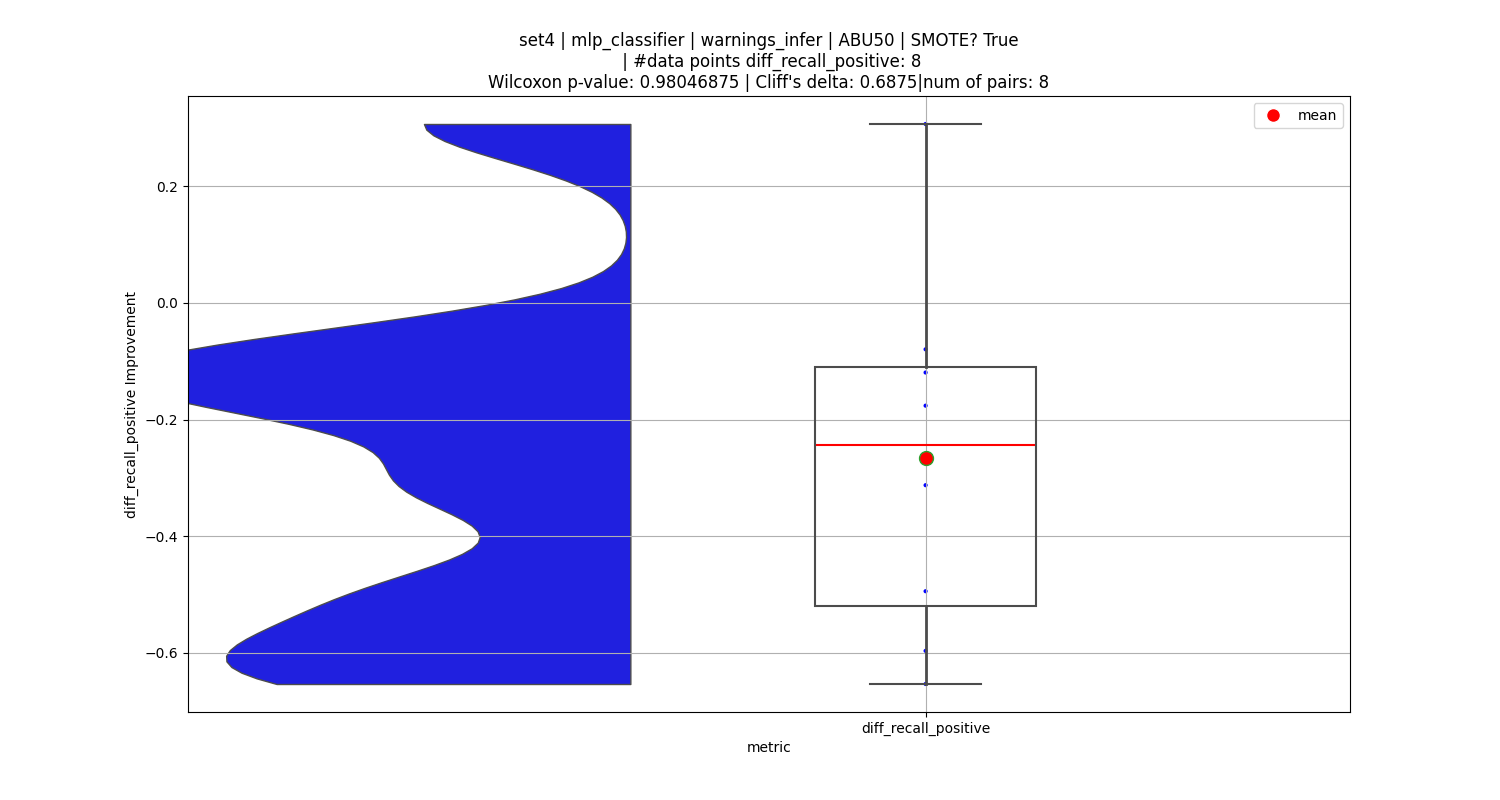 set4 | mlp_classifier | warnings_infer | ABU50 | SMOTE? True
| #data points diff_recall_positive: 8
Wilcoxon p-value: 0.98046875 | Cliff's delta: 0.6875|num of pairs: 8
mean
0.2
0.0
−0.2
−0.4
−0.6
diff_recall_positive Improvement
diff_recall_positive
metric